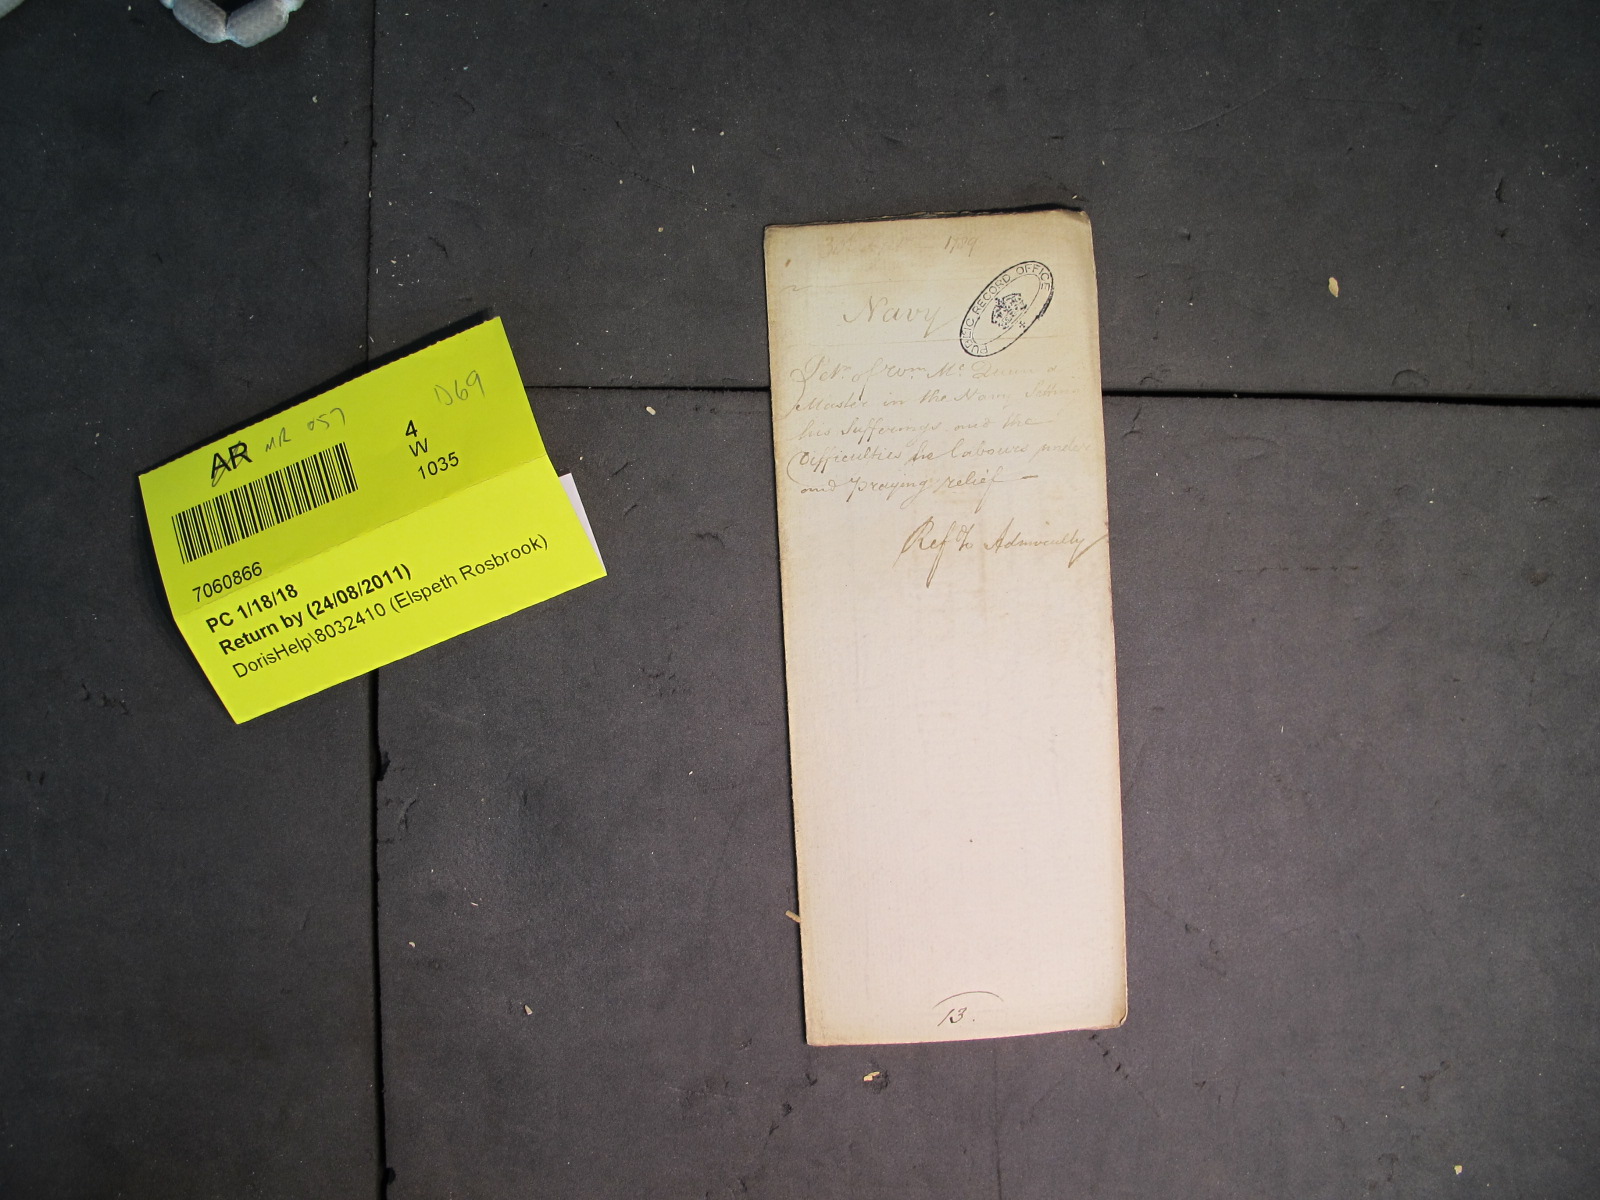 AR MR 057
D69
4
W
1035
7060866
PC 1/18/18
Return by (24/08/2011)
DorisHelp\8032410 (Elspeth Rosbrook)
1789
Navy
PUBLIC RECORD OFFICE
Petn. of Wm. Mc. a
Master in the Navy Setting
his Sufferings and the
Difficulties he labours under
and praying relief —
Ref to Admiralty
13.